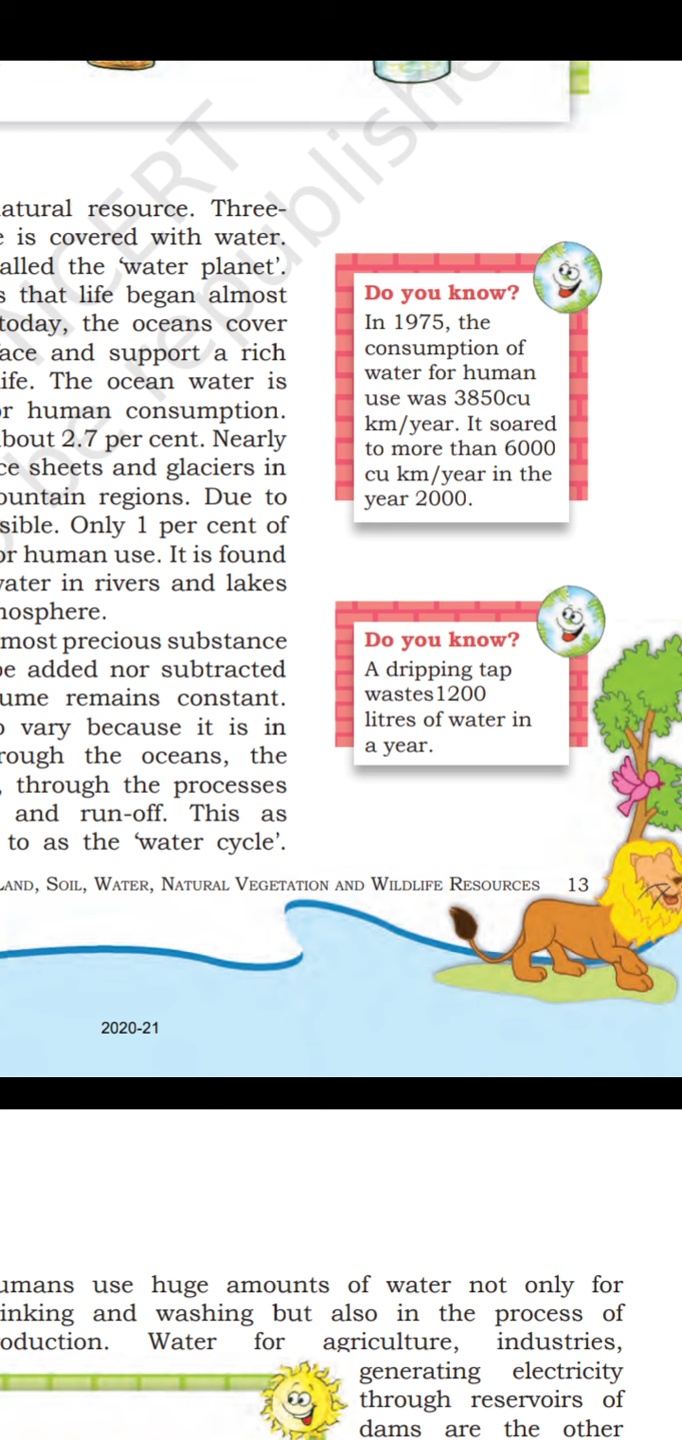 NCERT
be republishe
atural resource. Three-
e is covered with water.
alled the ‘water planet’.
s that life began almost
today, the oceans cover
ace and support a rich
ife. The ocean water is
or human consumption.
bout 2.7 per cent. Nearly
ce sheets and glaciers in
ountain regions. Due to
sible. Only 1 per cent of
or human use. It is found
water in rivers and lakes
mosphere.
most precious substance
be added nor subtracted
ume remains constant.
o vary because it is in
rough the oceans, the
, through the processes
and run-off. This as
to as the ‘water cycle’.
Do you know?
In 1975, the
consumption of
water for human
use was 3850cu
km/year. It soared
to more than 6000
cu km/year in the
year 2000.
Do you know?
A dripping tap
wastes1200
litres of water in
a year.
LAND, SOIL, WATER, NATURAL VEGETATION AND WILDLIFE RESOURCES 13
2020-21
umans use huge amounts of water not only for
inking and washing but also in the process of
oduction. Water for agriculture, industries,
generating electricity
through reservoirs of
dams are the other